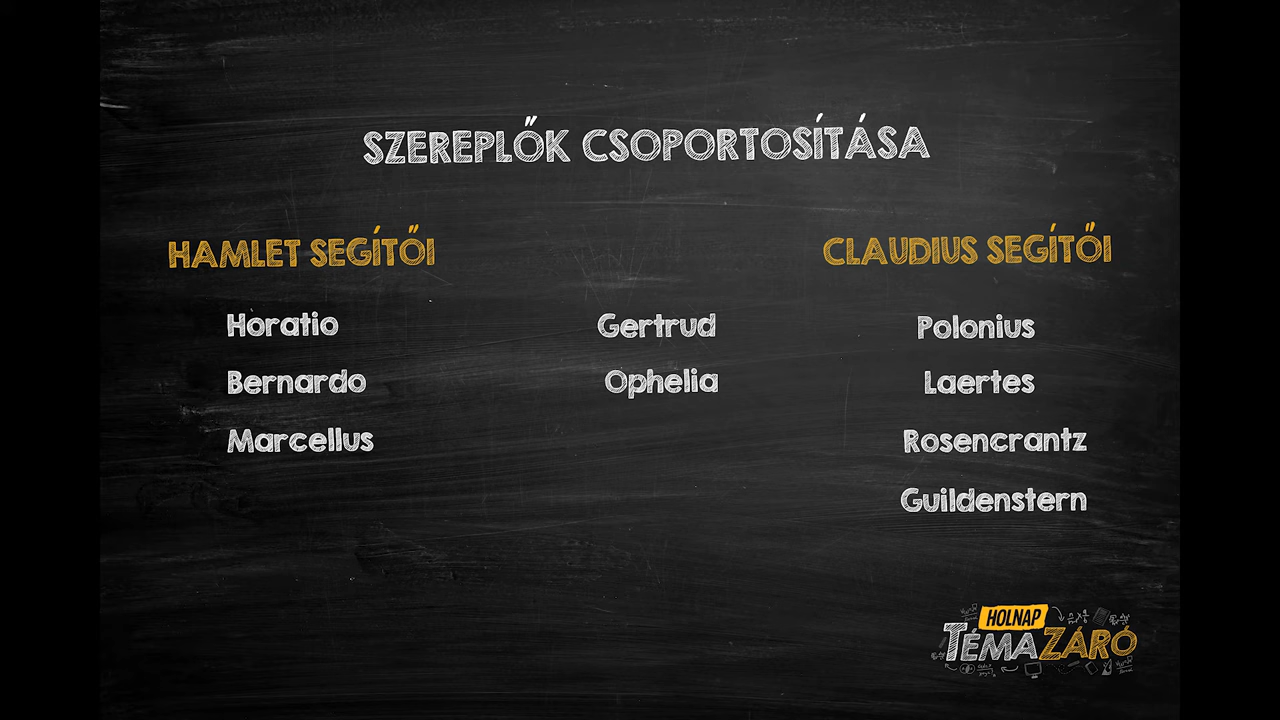 SZEREPLŐK CSOPORTOSÍTÁSA
HAMLET SEGÍTŐI
Horatio
Bernardo
Marcellus
Gertrud
Ophelia
CLAUDIUS SEGÍTŐI
Polonius
Laertes
Rosencrantz
Guildenstern
HOLNAP
TÉMAZÁRÓ